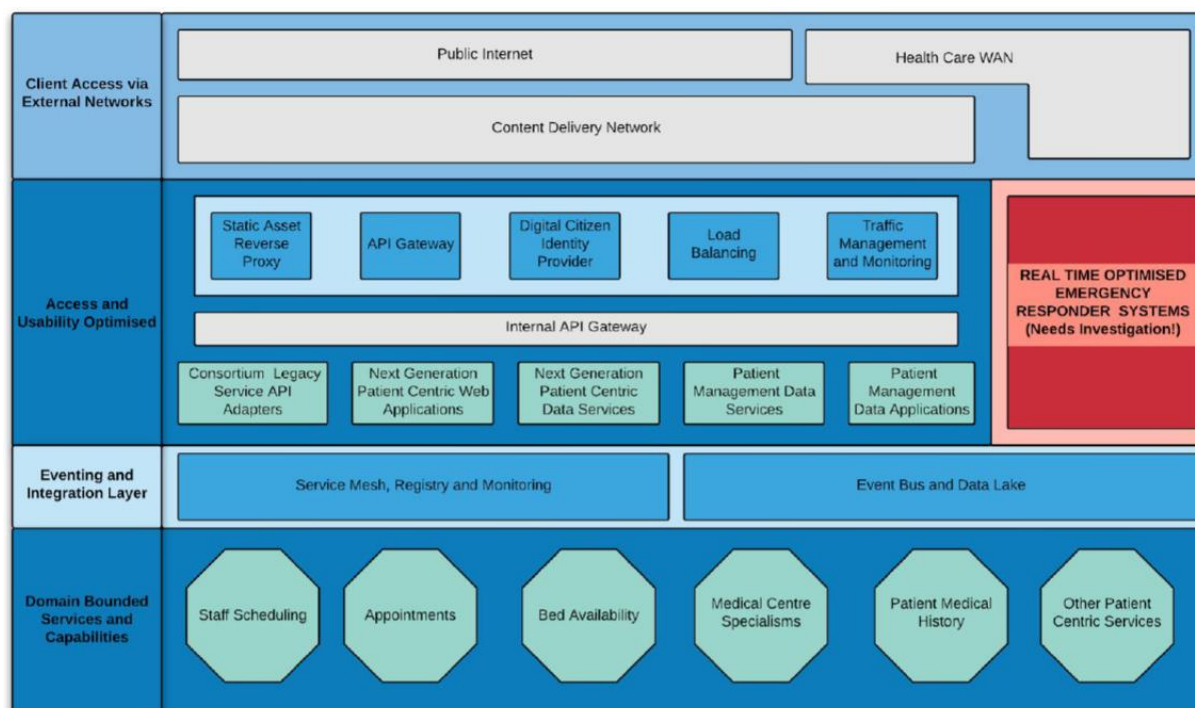 Public Internet
Health Care WAN
Client Access via
External Networks
Content Delivery Network
Static Asset
Reverse
Proxy
API Gateway
Digital Citizen
Identity
Provider
Load
Balancing
Traffic
Management
and Monitoring
REAL TIME OPTIMISED
EMERGENCY
RESPONDER SYSTEMS
(Needs Investigation!)
Access and
Usability Optimised
Internal API Gateway
Consortium Legacy
Service API
Adapters
Next Generation
Patient Centric Web
Applications
Next Generation
Patient Centric
Data Services
Patient
Management Data
Services
Patient
Management
Data Applications
Eventing and
Integration Layer
Service Mesh, Registry and Monitoring
Event Bus and Data Lake
Domain Bounded
Services and
Capabilities
Staff Scheduling
Appointments
Bed Availability
Medical Centre
Specialisms
Patient Medical
History
Other Patient
Centric Services